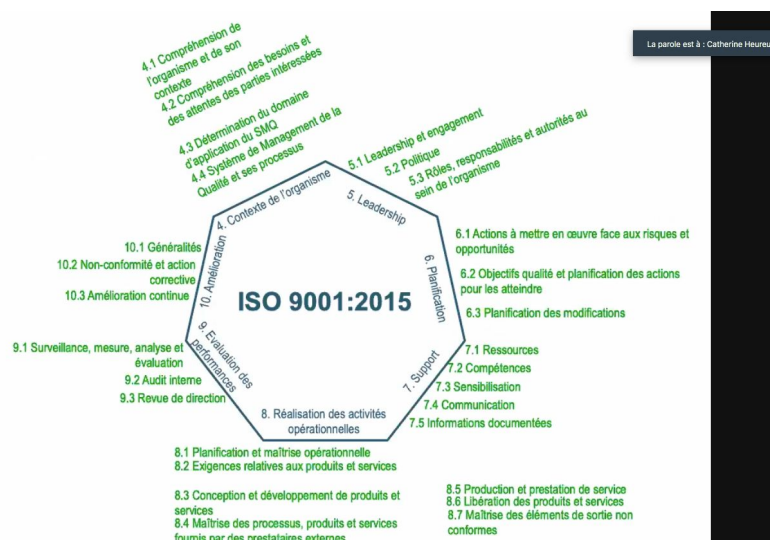 La parole est à : Catherine Heureu
4.1 Compréhension de
l'organisme et de son
contexte
4.2 Compréhension des besoins et
des attentes des parties intéressées
4.3 Détermination du domaine
d'application du SMQ
4.4 Système de Management de la
Qualité et ses processus
5.1 Leadership et engagement
5.2 Politique
5.3 Rôles, responsabilités et autorités au
sein de l'organisme
4. Contexte de l'organisme
5. Leadership
6.1 Actions à mettre en œuvre face aux risques et
opportunités
6.2 Objectifs qualité et planification des actions
pour les atteindre
6.3 Planification des modifications
6. Planification
10.1 Généralités
10.2 Non-conformité et action
corrective
10.3 Amélioration continue
10. Amélioration
ISO 9001:2015
9.1 Surveillance, mesure, analyse et
évaluation
9.2 Audit interne
9.3 Revue de direction
9. Evaluation des
performances
7. Support
7.1 Ressources
7.2 Compétences
7.3 Sensibilisation
7.4 Communication
7.5 Informations documentées
8. Réalisation des activités
opérationnelles
8.1 Planification et maîtrise opérationnelle
8.2 Exigences relatives aux produits et services
8.3 Conception et développement de produits et
services
8.4 Maîtrise des processus, produits et services
fournis par des prestataires externes
8.5 Production et prestation de service
8.6 Libération des produits et services
8.7 Maîtrise des éléments de sortie non
conformes